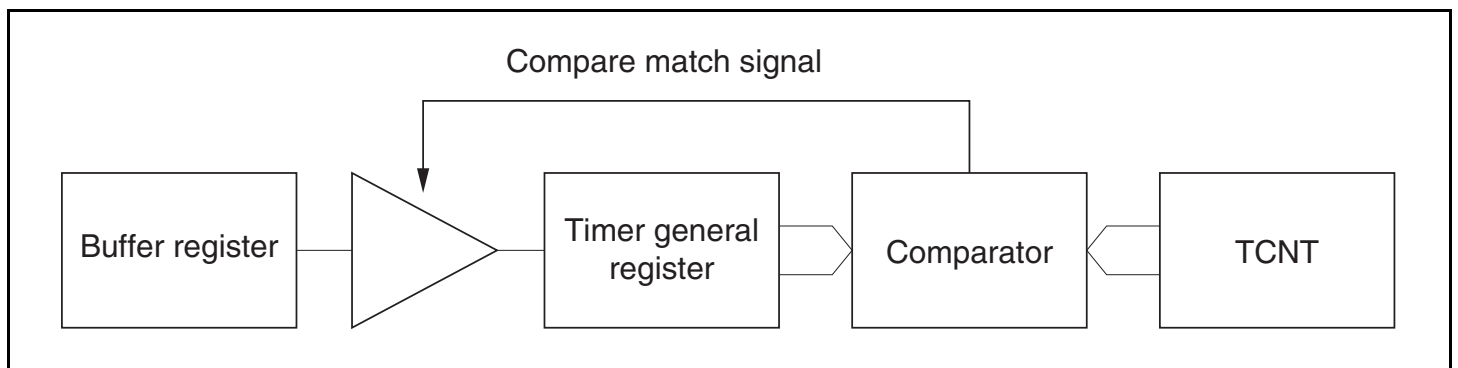 Compare match signal
Buffer register
Timer general
register
Comparator
TCNT